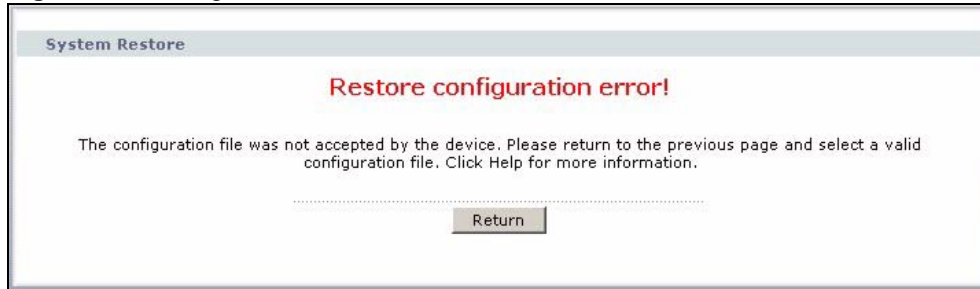 System Restore
Restore configuration error!
The configuration file was not accepted by the device. Please return to the previous page and select a valid
configuration file. Click Help for more information.
Return